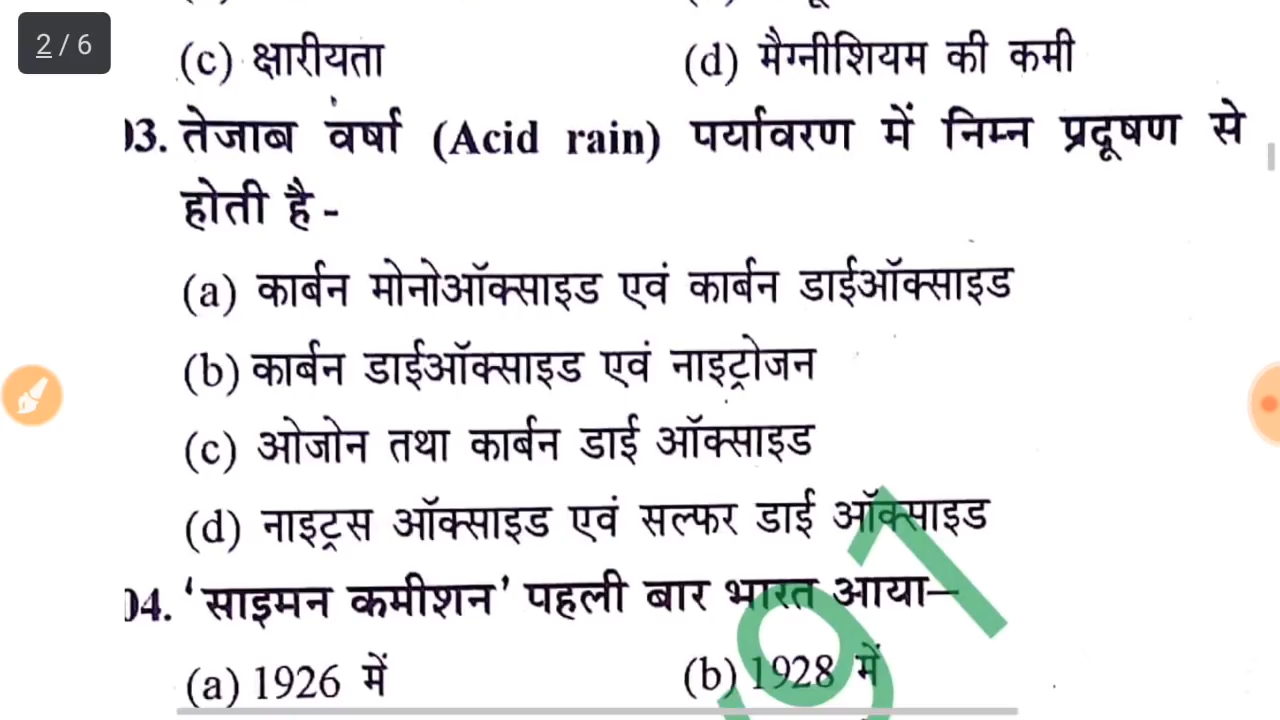 2 / 6
(c) क्षारीयता (d) मैग्नीशियम की कमी
03. तेजाब वर्षा (Acid rain) पर्यावरण में निम्न प्रदूषण से
होती है -
(a) कार्बन मोनोऑक्साइड एवं कार्बन डाईऑक्साइड
(b) कार्बन डाईऑक्साइड एवं नाइट्रोजन
(c) ओजोन तथा कार्बन डाई ऑक्साइड
(d) नाइट्रस ऑक्साइड एवं सल्फर डाई ऑक्साइड
04. 'साइमन कमीशन' पहली बार भारत आया–
(a) 1926 में (b) 1928 में
91